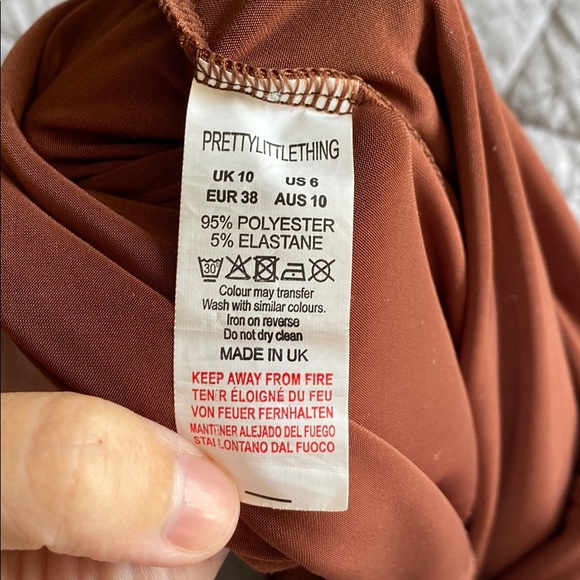 PRETTYLITTLETHING
UK 10 US 6
EUR 38 AUS 10
95% POLYESTER
5% ELASTANE
30°
Colour may transfer
Wash with similar colours.
Iron on reverse
Do not dry clean
MADE IN UK
KEEP AWAY FROM FIRE
TENIR ÉLOIGNÉ DU FEU
VON FEUER FERNHALTEN
MANTENER ALEJADO DEL FUEGO
STAI LONTANO DAL FUOCO